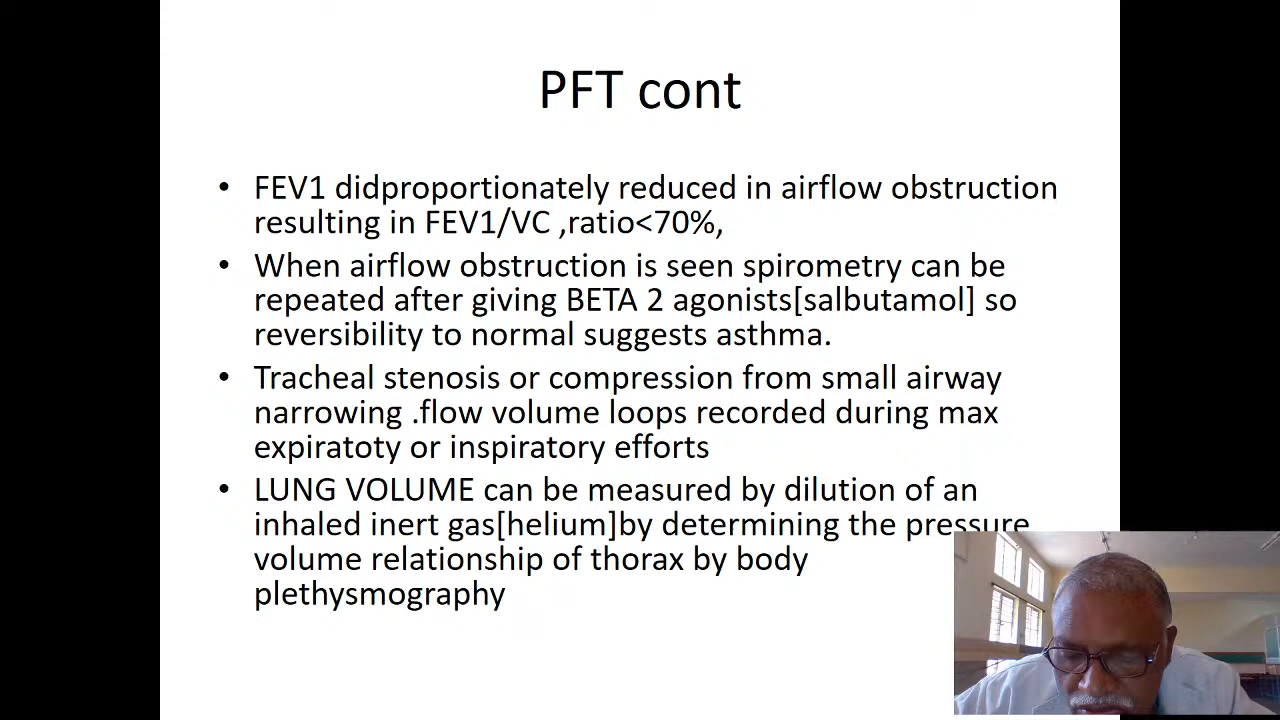 PFT cont
• FEV1 didproportionately reduced in airflow obstruction
resulting in FEV1/VC ,ratio<70%,
• When airflow obstruction is seen spirometry can be
repeated after giving BETA 2 agonists[salbutamol] so
reversibility to normal suggests asthma.
• Tracheal stenosis or compression from small airway
narrowing .flow volume loops recorded during max
expiratoty or inspiratory efforts
• LUNG VOLUME can be measured by dilution of an
inhaled inert gas[helium]by determining the pressure
volume relationship of thorax by body
plethysmography